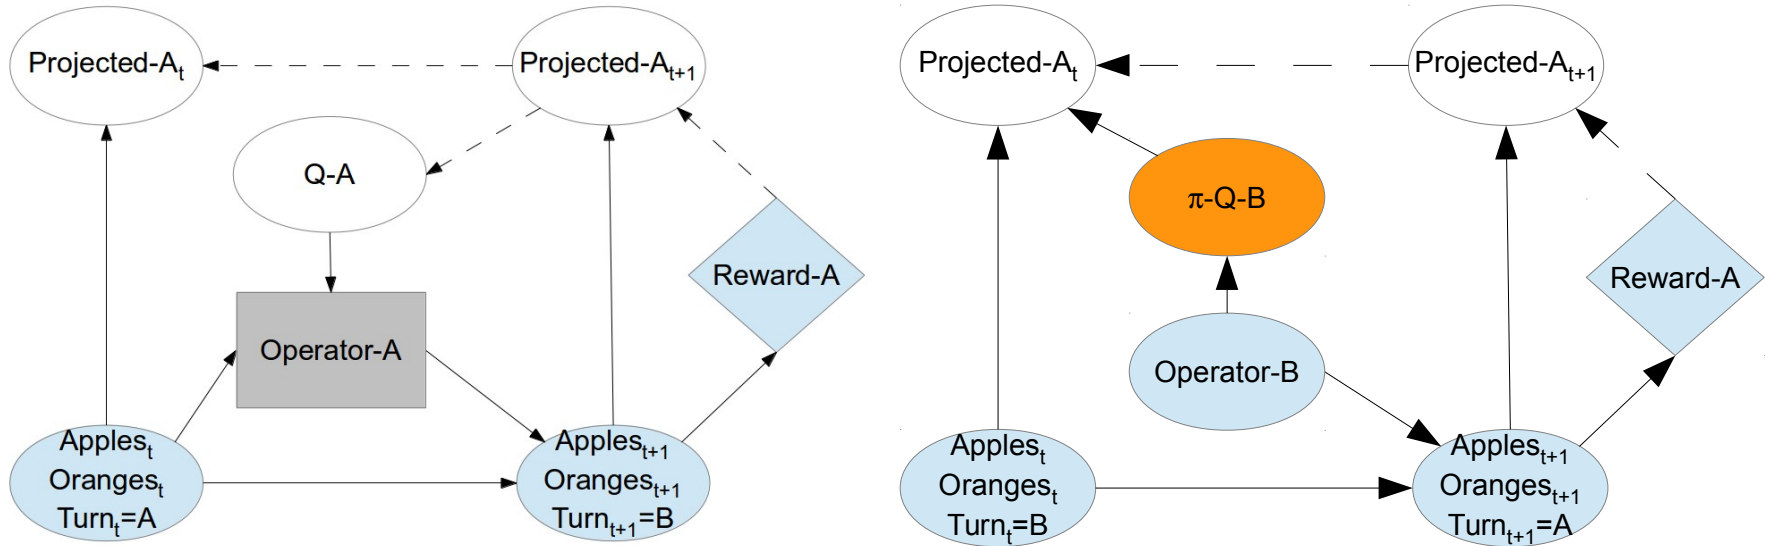 Projected-Aₜ
Projected-Aₜ₊₁
Q-A
Reward-A
Operator-A
Applesₜ
Orangesₜ
Turnₜ=A
Applesₜ₊₁
Orangesₜ₊₁
Turnₜ₊₁=B
Projected-Aₜ
Projected-Aₜ₊₁
π-Q-B
Reward-A
Operator-B
Applesₜ
Orangesₜ
Turnₜ=B
Applesₜ₊₁
Orangesₜ₊₁
Turnₜ₊₁=A